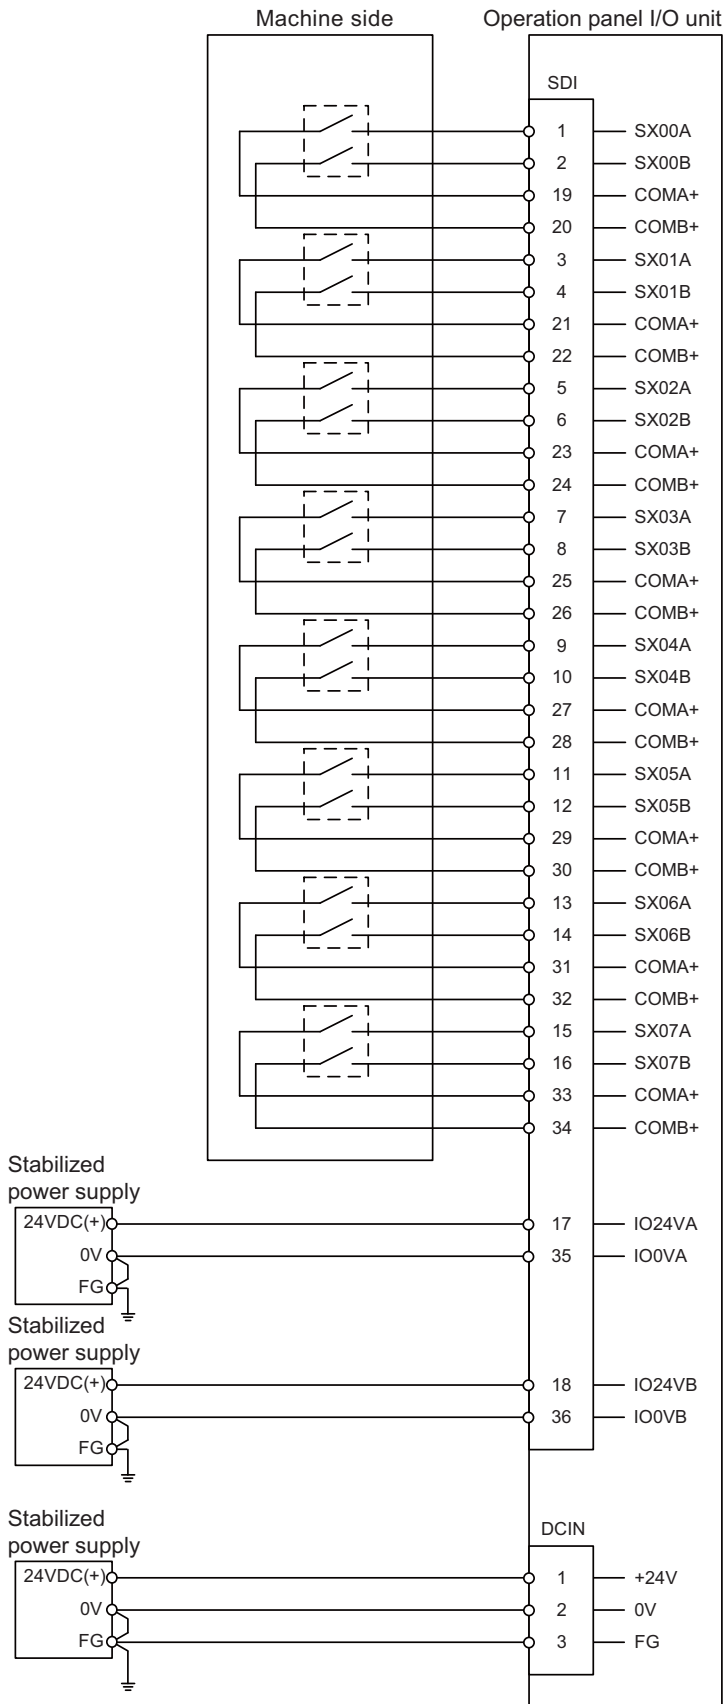 Machine side Operation panel I/O unit
SDI
1 SX00A
2 SX00B
19 COMA+
20 COMB+
3 SX01A
4 SX01B
21 COMA+
22 COMB+
5 SX02A
6 SX02B
23 COMA+
24 COMB+
7 SX03A
8 SX03B
25 COMA+
26 COMB+
9 SX04A
10 SX04B
27 COMA+
28 COMB+
11 SX05A
12 SX05B
29 COMA+
30 COMB+
13 SX06A
14 SX06B
31 COMA+
32 COMB+
15 SX07A
16 SX07B
33 COMA+
34 COMB+
Stabilized
power supply
24VDC(+) 17 IO24VA
0V 35 IO0VA
FG
Stabilized
power supply
24VDC(+) 18 IO24VB
0V 36 IO0VB
FG
Stabilized
power supply
DCIN
24VDC(+) 1 +24V
0V 2 0V
FG 3 FG